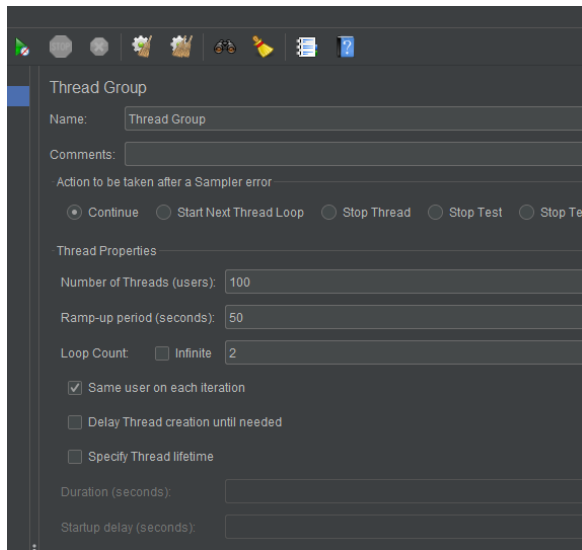 STOP
Thread Group
Name: Thread Group
Comments:
Action to be taken after a Sampler error
Continue Start Next Thread Loop Stop Thread Stop Test Stop Te
Thread Properties
Number of Threads (users): 100
Ramp-up period (seconds): 50
Loop Count: Infinite 2
Same user on each iteration
Delay Thread creation until needed
Specify Thread lifetime
Duration (seconds):
Startup delay (seconds):